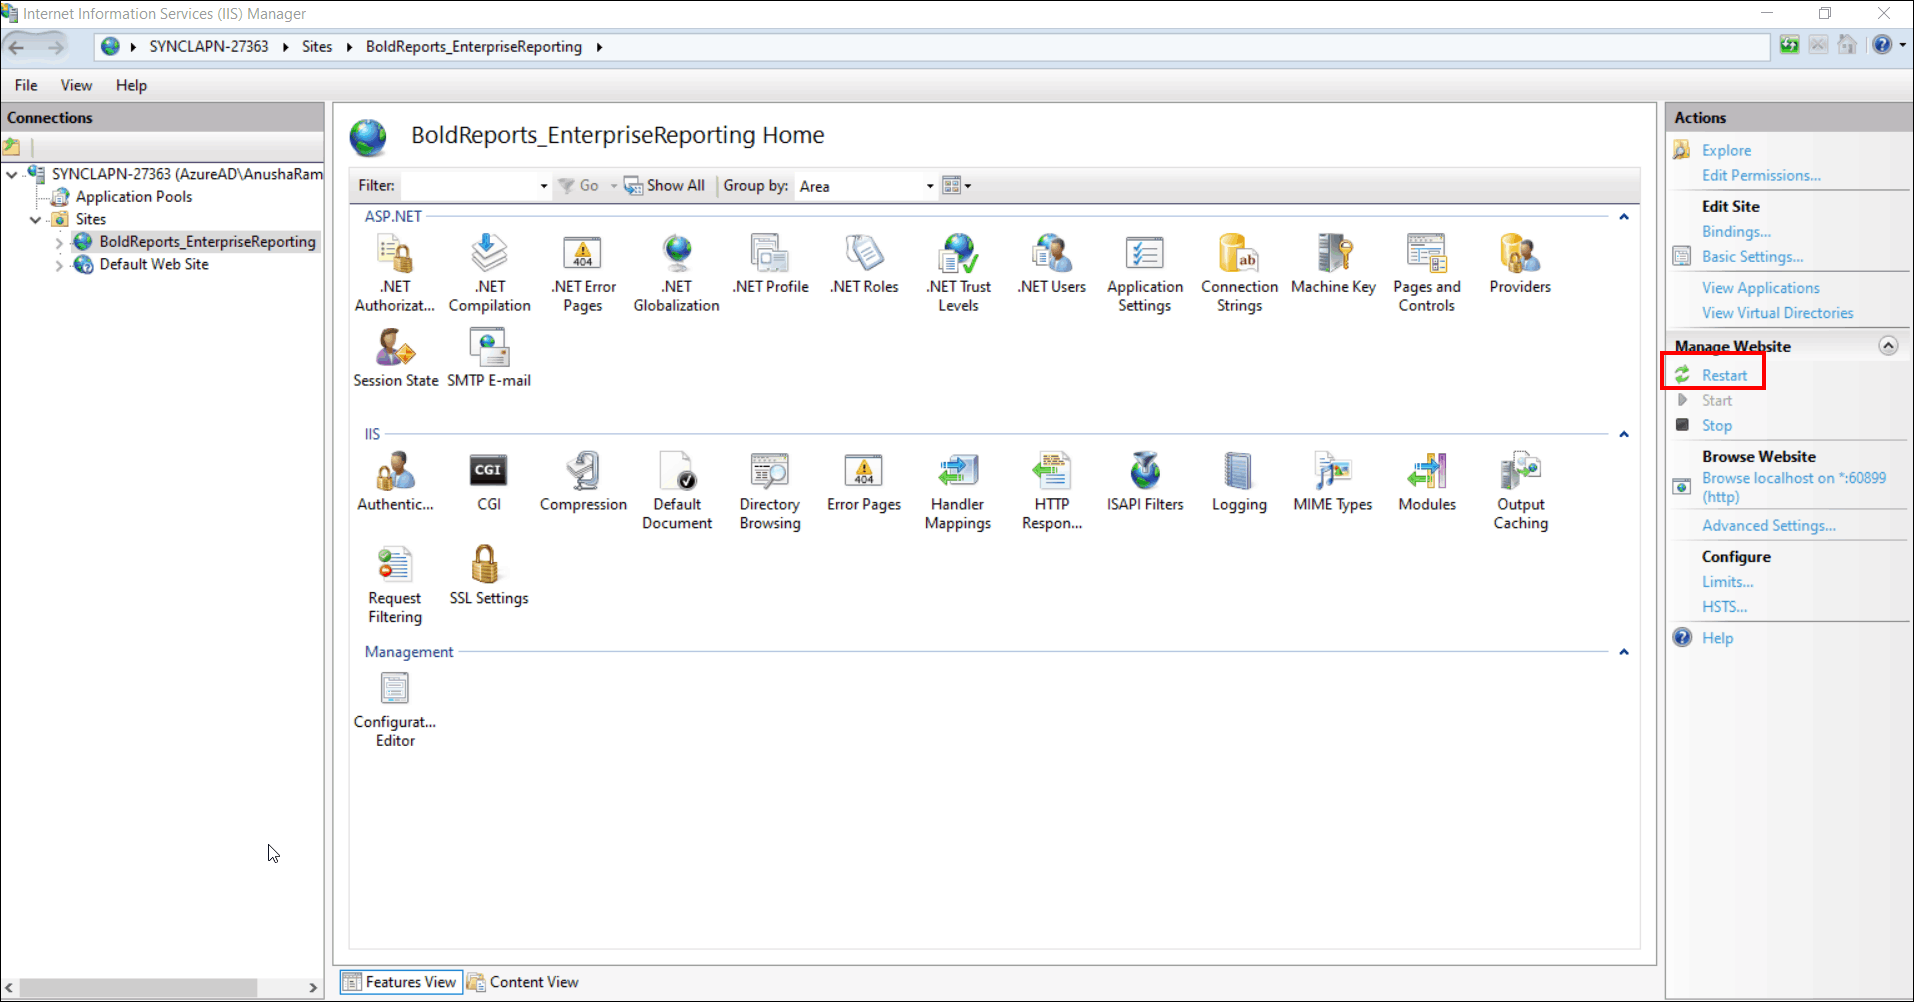 Internet Information Services (IIS) Manager
SYNCLAPN-27363 Sites BoldReports_EnterpriseReporting
File View Help
Connections
SYNCLAPN-27363 (AzureAD\AnushaRam
Application Pools
Sites
BoldReports_EnterpriseReporting
Default Web Site
BoldReports_EnterpriseReporting Home
Filter: Go Show All Group by: Area
ASP.NET
.NET Authorizat...
.NET Compilation
.NET Error Pages
.NET Globalization
.NET Profile
.NET Roles
.NET Trust Levels
.NET Users
Application Settings
Connection Strings
Machine Key
Pages and Controls
Providers
Session State
SMTP E-mail
IIS
Authentic...
CGI
Compression
Default Document
Directory Browsing
Error Pages
Handler Mappings
HTTP Respon...
ISAPI Filters
Logging
MIME Types
Modules
Output Caching
Request Filtering
SSL Settings
Management
Configurat... Editor
Features View Content View
Actions
Explore
Edit Permissions...
Edit Site
Bindings...
Basic Settings...
View Applications
View Virtual Directories
Manage Website
Restart
Start
Stop
Browse Website
Browse localhost on *:60899
(http)
Advanced Settings...
Configure
Limits...
HSTS...
Help